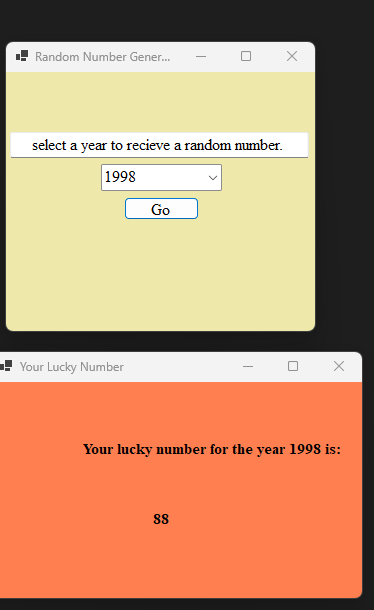 Random Number Gener...
select a year to recieve a random number.
1998
Go
Your Lucky Number
Your lucky number for the year 1998 is:
88